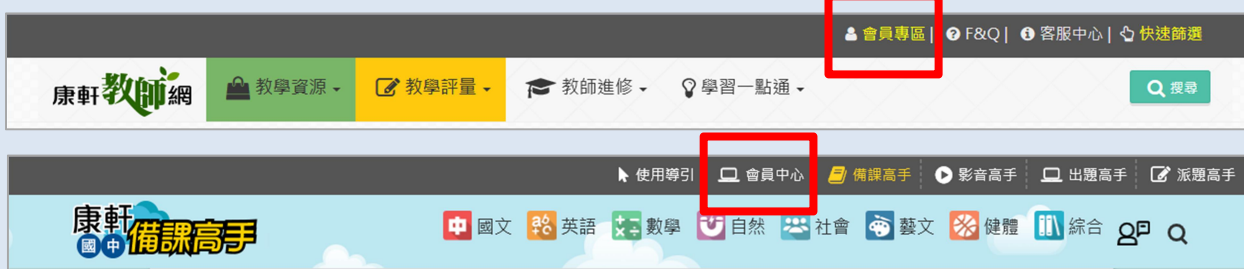 會員專區| F&Q| 客服中心| 快速篩選
康軒教師網 教學資源 教學評量 教師進修 學習一點通 搜尋
使用導引 會員中心 備課高手 影音高手 出題高手 派題高手
康軒國中備課高手 中 國文 英語 數學 自然 社會 藝文 健體 綜合